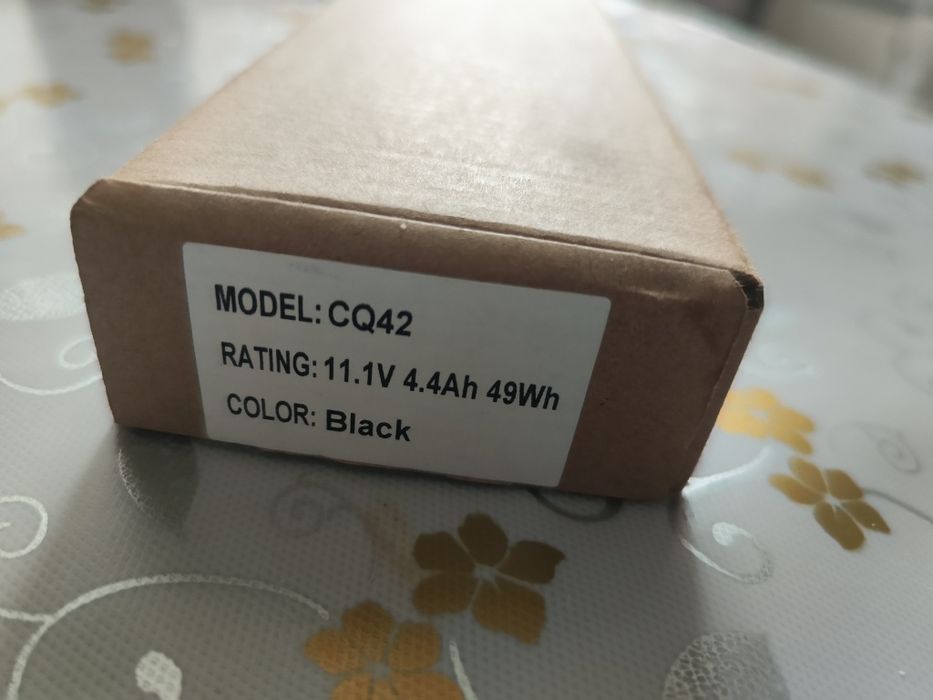 MODEL: CQ42
RATING: 11.1V 4.4Ah 49Wh
COLOR: Black